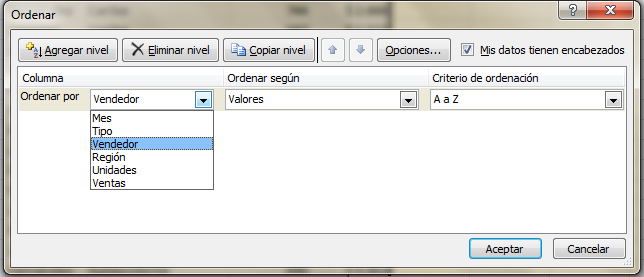 Ordenar
Agregar nivel Eliminar nivel Copiar nivel Opciones... Mis datos tienen encabezados
Columna Ordenar según Criterio de ordenación
Ordenar por Vendedor Valores A a Z
Mes
Tipo
Vendedor
Región
Unidades
Ventas
Aceptar Cancelar